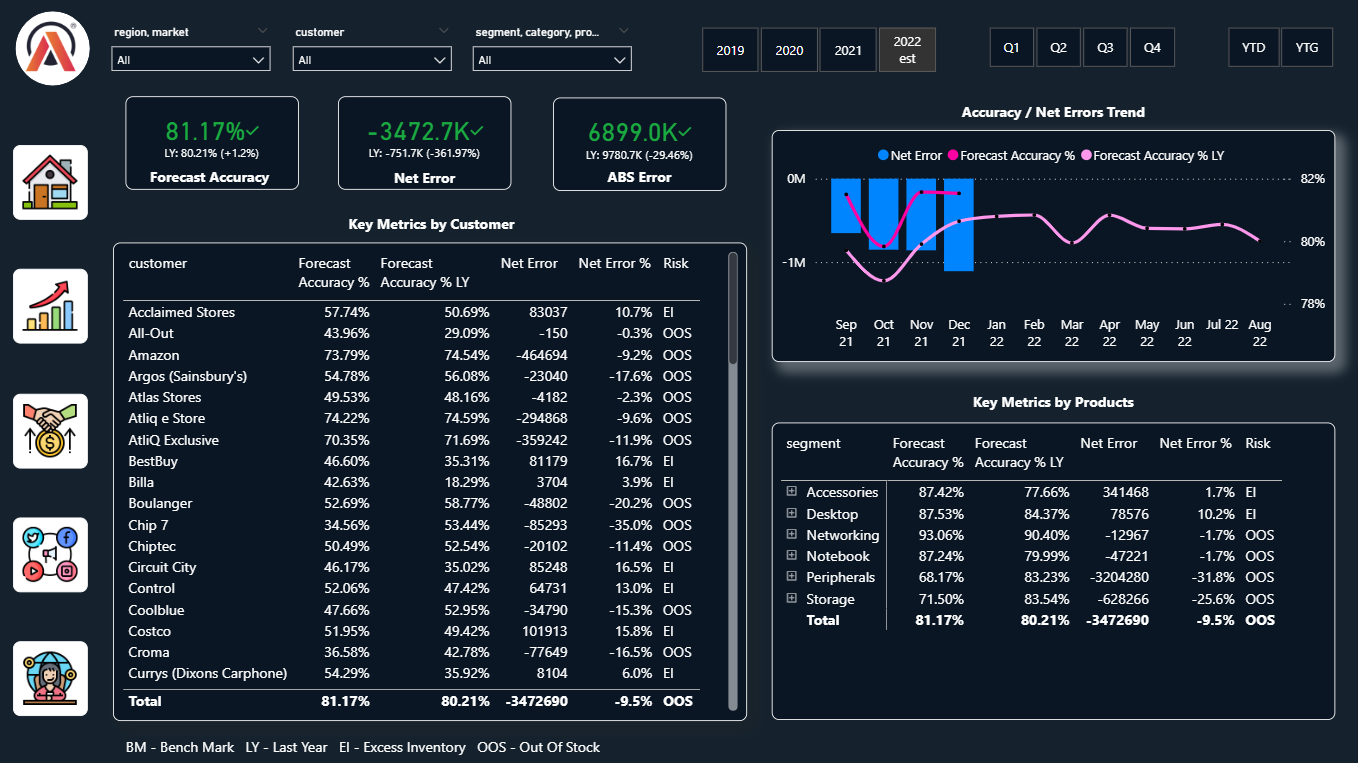 region, market
customer
segment, category, pro...
All
All
All
2019
2020
2021
2022
est
Q1
Q2
Q3
Q4
YTD
YTG
81.17%
LY: 80.21% (+1.2%)
Forecast Accuracy
-3472.7K
LY: -751.7K (-361.97%)
Net Error
6899.0K
LY: 9780.7K (-29.46%)
ABS Error
Key Metrics by Customer
customer Forecast Accuracy % Forecast Accuracy % LY Net Error Net Error % Risk
Acclaimed Stores 57.74% 50.69% 83037 10.7% EI
All-Out 43.96% 29.09% -150 -0.3% OOS
Amazon 73.79% 74.54% -464694 -9.2% OOS
Argos (Sainsbury's) 54.78% 56.08% -23040 -17.6% OOS
Atlas Stores 49.53% 48.16% -4182 -2.3% OOS
Atliq e Store 74.22% 74.59% -294868 -9.6% OOS
AtliQ Exclusive 70.35% 71.69% -359242 -11.9% OOS
BestBuy 46.60% 35.31% 81179 16.7% EI
Billa 42.63% 18.29% 3704 3.9% EI
Boulanger 52.69% 58.77% -48802 -20.2% OOS
Chip 7 34.56% 53.44% -85293 -35.0% OOS
Chiptec 50.49% 52.54% -20102 -11.4% OOS
Circuit City 46.17% 35.02% 85248 16.5% EI
Control 52.06% 47.42% 64731 13.0% EI
Coolblue 47.66% 52.95% -34790 -15.3% OOS
Costco 51.95% 49.42% 101913 15.8% EI
Croma 36.58% 42.78% -77649 -16.5% OOS
Currys (Dixons Carphone) 54.29% 35.92% 8104 6.0% EI
Total 81.17% 80.21% -3472690 -9.5% OOS
Accuracy / Net Errors Trend
Net Error Forecast Accuracy % Forecast Accuracy % LY
0M
-1M
82%
80%
78%
Sep 21
Oct 21
Nov 21
Dec 21
Jan 22
Feb 22
Mar 22
Apr 22
May 22
Jun 22
Jul 22
Aug 22
Key Metrics by Products
segment Forecast Accuracy % Forecast Accuracy % LY Net Error Net Error % Risk
Accessories 87.42% 77.66% 341468 1.7% EI
Desktop 87.53% 84.37% 78576 10.2% EI
Networking 93.06% 90.40% -12967 -1.7% OOS
Notebook 87.24% 79.99% -47221 -1.7% OOS
Peripherals 68.17% 83.23% -3204280 -31.8% OOS
Storage 71.50% 83.54% -628266 -25.6% OOS
Total 81.17% 80.21% -3472690 -9.5% OOS
BM - Bench Mark LY - Last Year EI - Excess Inventory OOS - Out Of Stock